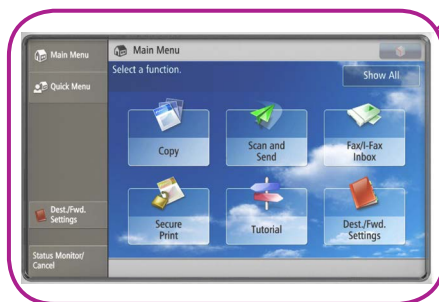 Main Menu
Quick Menu
Dest./Fwd.
Settings
Status Monitor/
Cancel
Main Menu
Select a function.
Show All
Copy
Scan and
Send
Fax/I-Fax
Inbox
Secure
Print
Tutorial
Dest./Fwd.
Settings